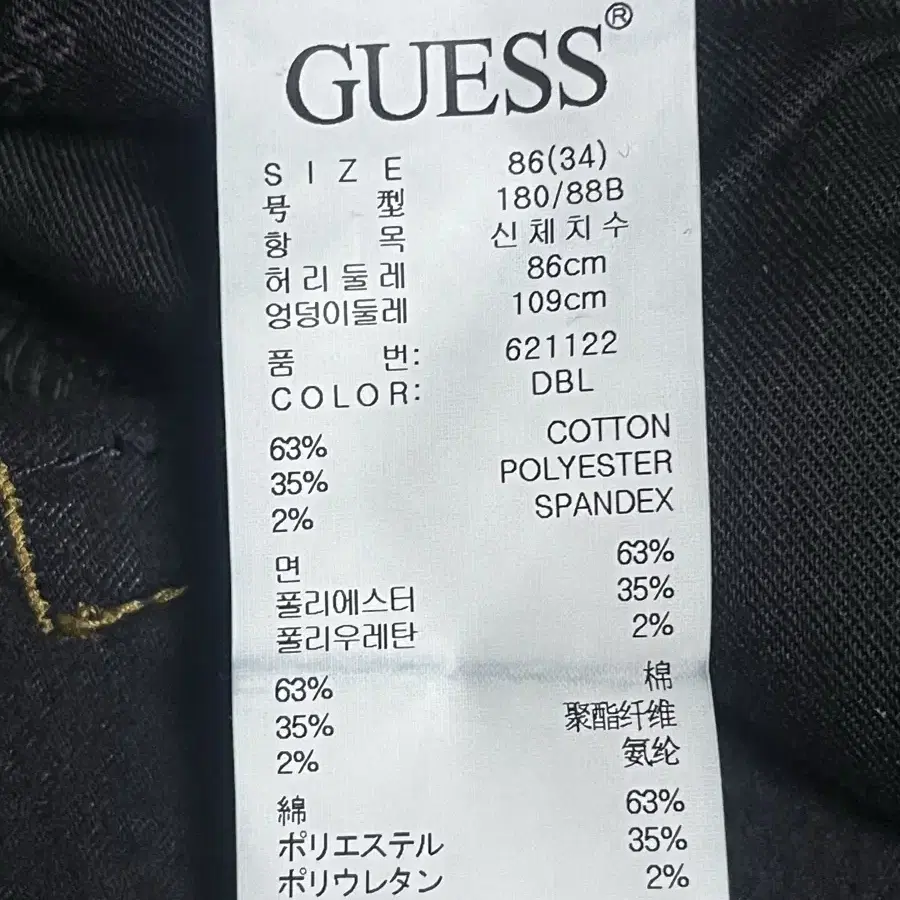 GUESS®
SIZE 86(34)
号型 180/88B
항목 신체치수
허리둘레 86cm
엉덩이둘레 109cm
품번: 621122
COLOR: DBL
63% COTTON
35% POLYESTER
2% SPANDEX
면 63%
폴리에스터 35%
폴리우레탄 2%
63% 棉
35% 聚酯纤维
2% 氨纶
綿 63%
ポリエステル 35%
ポリウレタン 2%